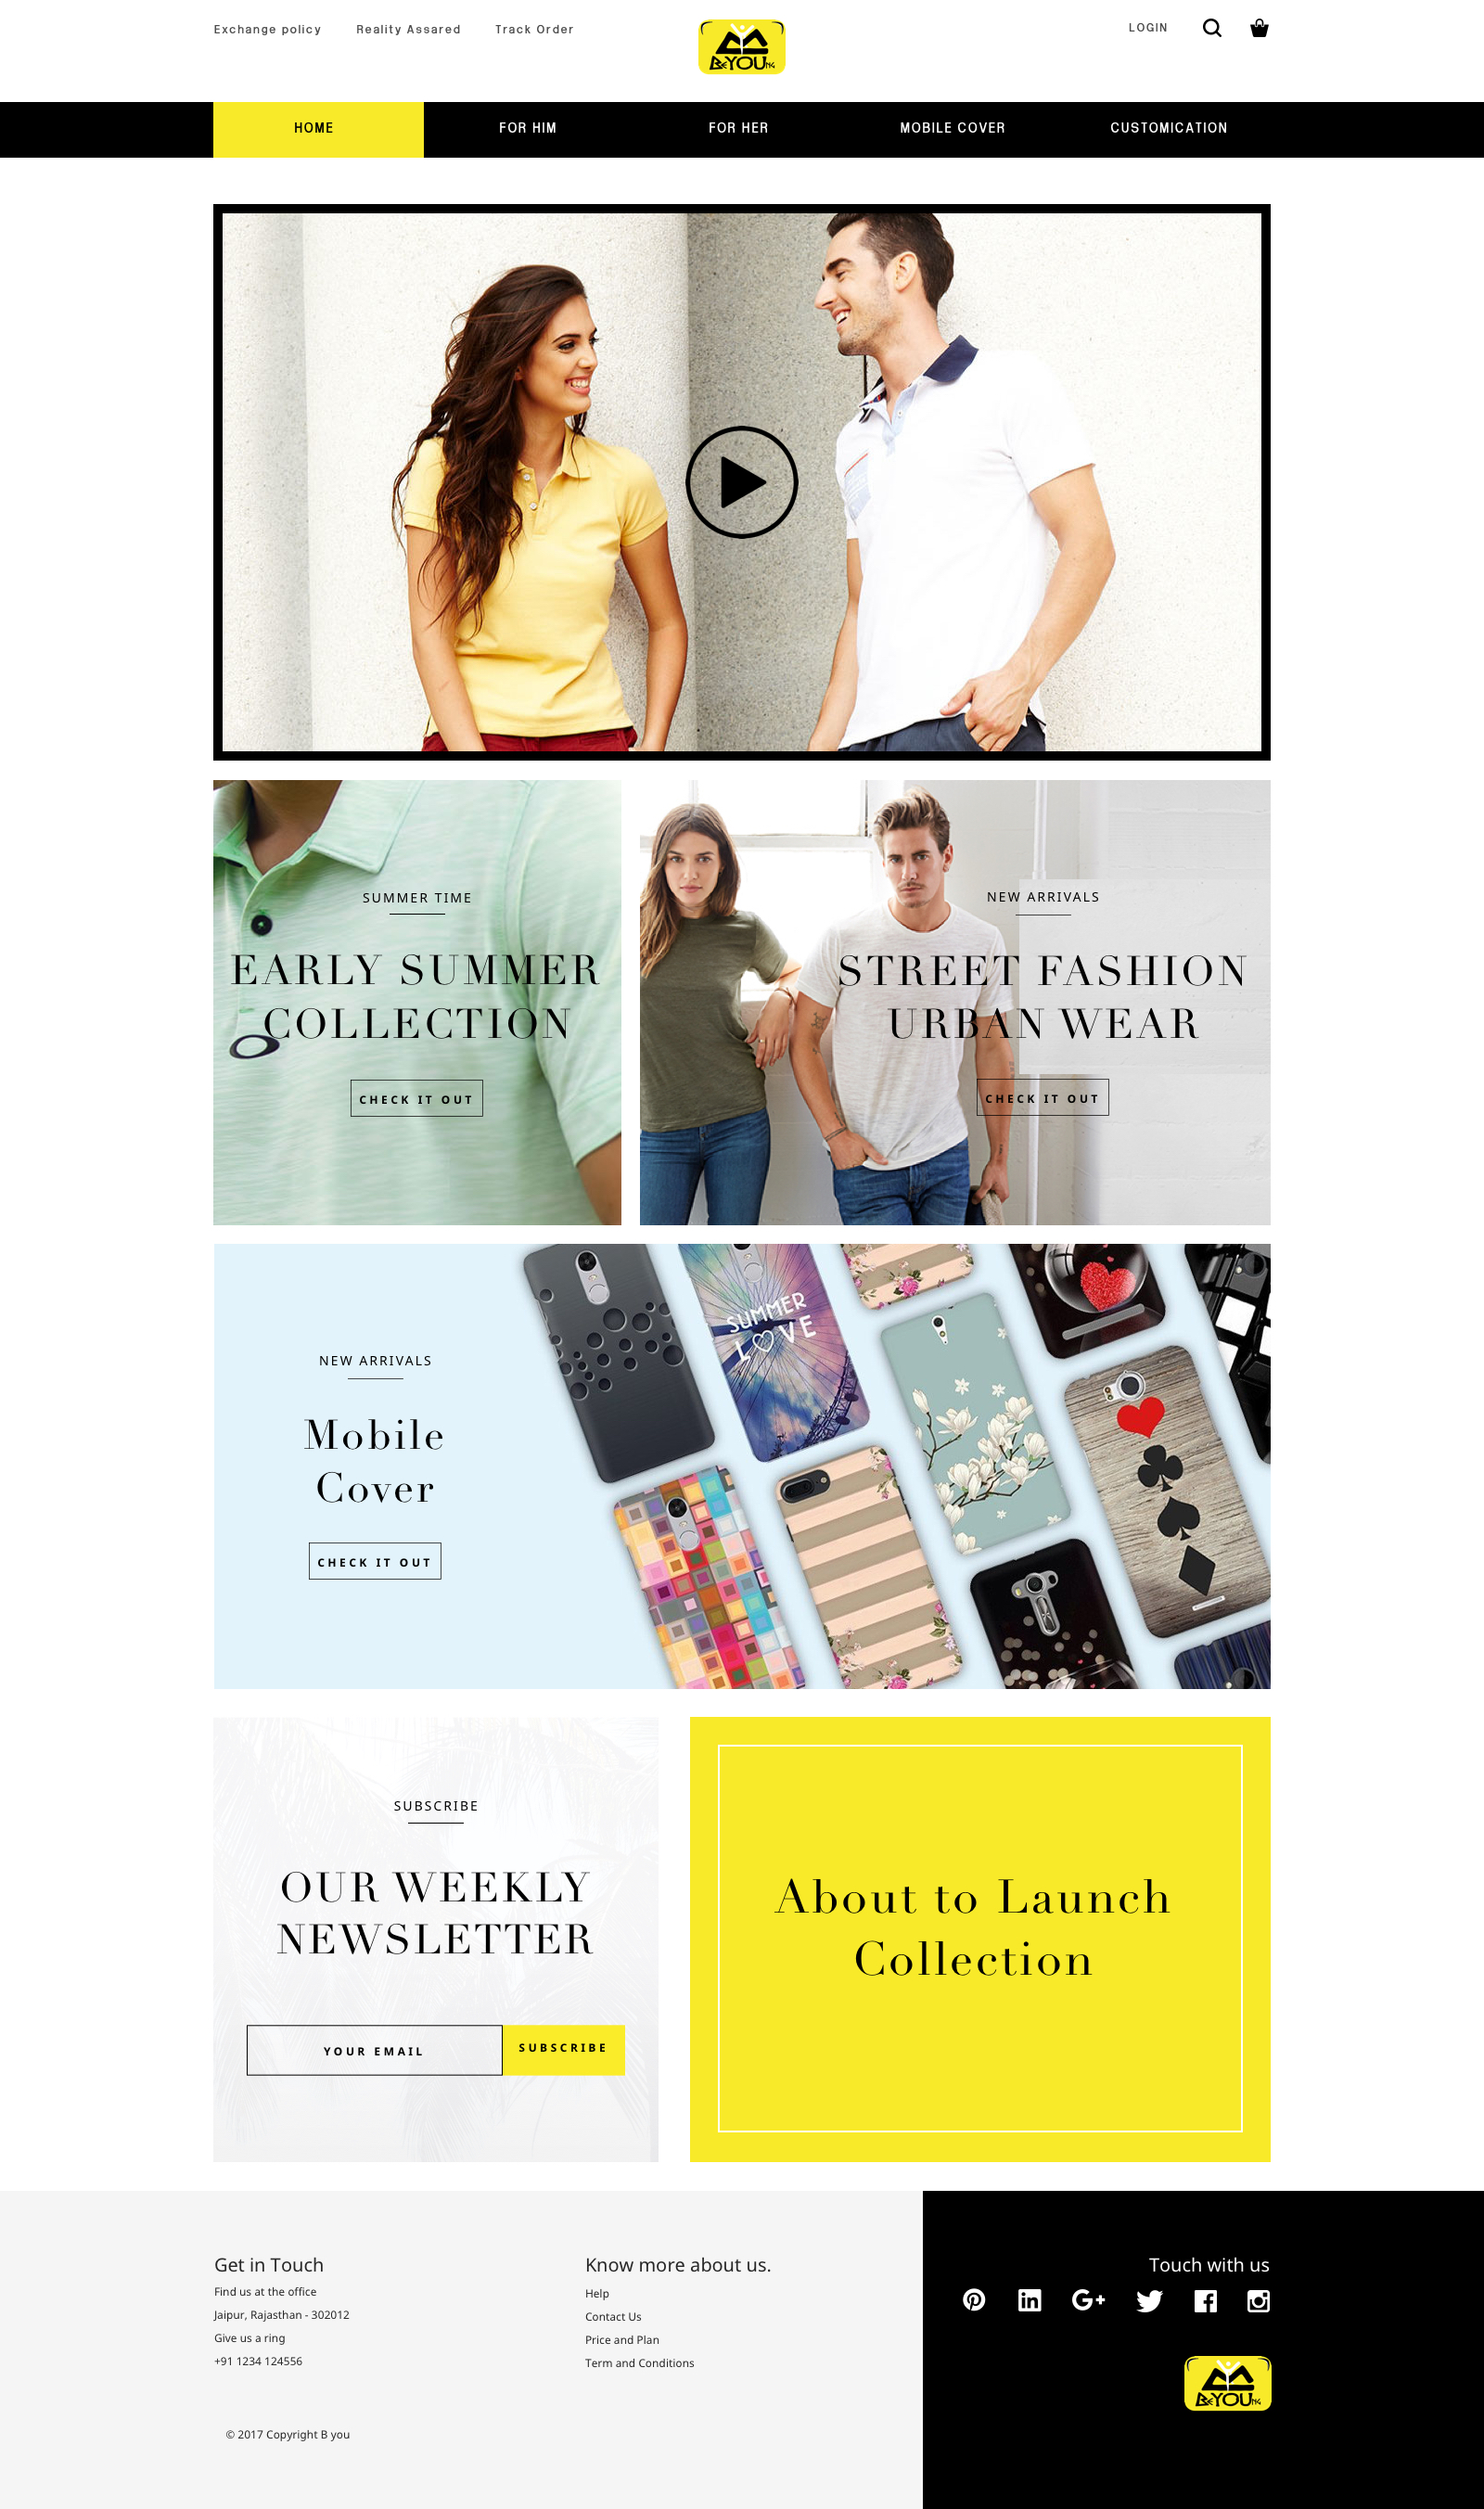 Exchange policy
Reality Assared
Track Order
BEYOUNG
LOGIN
HOME
FOR HIM
FOR HER
MOBILE COVER
CUSTOMICATION
SUMMER TIME
EARLY SUMMER
COLLECTION
CHECK IT OUT
NEW ARRIVALS
STREET FASHION
URBAN WEAR
CHECK IT OUT
NEW ARRIVALS
Mobile
Cover
CHECK IT OUT
SUMMER
LOVE
SUBSCRIBE
OUR WEEKLY
NEWSLETTER
YOUR EMAIL
SUBSCRIBE
About to Launch
Collection
Get in Touch
Find us at the office
Jaipur, Rajasthan - 302012
Give us a ring
+91 1234 124556
© 2017 Copyright B you
Know more about us.
Help
Contact Us
Price and Plan
Term and Conditions
Touch with us
BEYOUNG